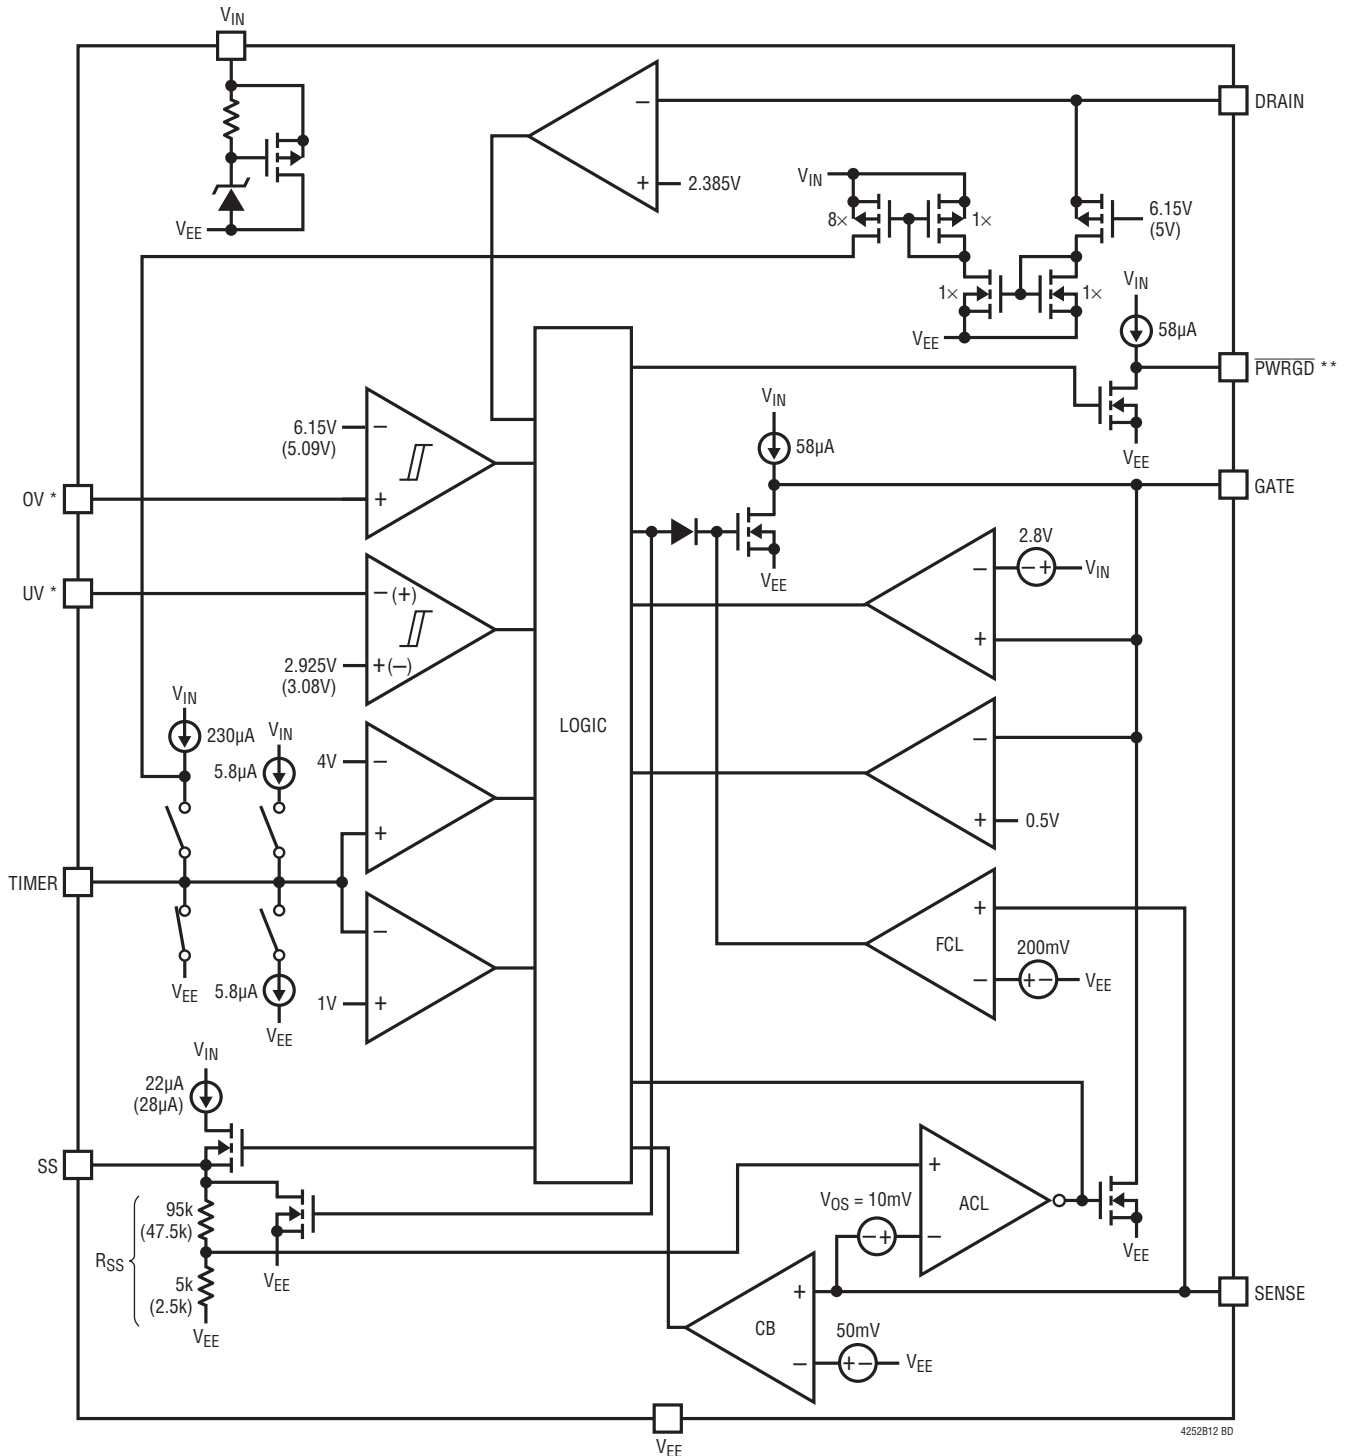 VIN
DRAIN
−
+
2.385V
VIN
8×
1×
6.15V
(5V)
VEE
1×
1×
VIN
58µA
VEE
PWRGD **
VEE
VIN
58µA
GATE
6.15V
(5.09V)
−
+
OV *
UV *
− (+)
2.925V
(3.08V)
+(−)
VEE
2.8V
− +
VIN
−
+
LOGIC
VIN
230µA
VIN
5.8µA
4V
−
+
−
+
0.5V
TIMER
−
1V
+
VEE
5.8µA
VEE
+
FCL
−
200mV
+ −
VEE
VIN
22µA
(28µA)
SS
95k
(47.5k)
RSS
5k
(2.5k)
VEE
VEE
VOS = 10mV
− +
+
ACL
−
VEE
SENSE
+
CB
−
50mV
+ −
VEE
VEE
4252B12 BD